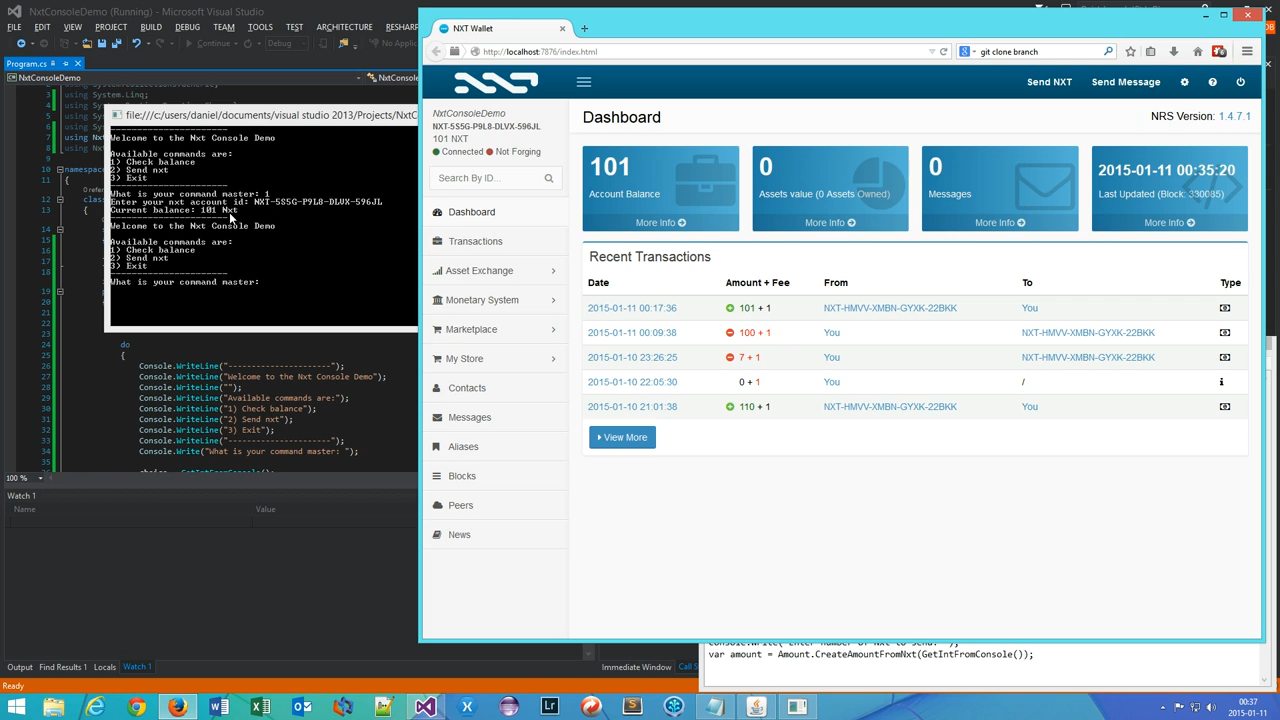 NxtConsoleDemo (Running) - Microsoft Visual Studio
FILE EDIT VIEW PROJECT BUILD DEBUG TEAM TOOLS TEST
Continue Debug
Program.cs
NxtConsoleDemo
using System.Linq;
Welcome to the Nxt Console Demo
Available commands are:
1) Check balance
2) Send nxt
3) Exit
What is your command master: 1
Enter your nxt account id: NXT-5S5G-P9L8-DLVX-596JL
Current balance: 101 Nxt
Welcome to the Nxt Console Demo
Available commands are:
1) Check balance
2) Send nxt
3) Exit
What is your command master:
do
{
Console.WriteLine("----------------------");
Console.WriteLine("Welcome to the Nxt Console Demo");
Console.WriteLine("");
Console.WriteLine("Available commands are:");
Console.WriteLine("1) Check balance");
Console.WriteLine("2) Send nxt");
Console.WriteLine("3) Exit");
Console.WriteLine("----------------------");
Console.Write("What is your command master: ");
100 %
Watch 1
Name Value
Output Find Results 1 Locals Watch 1
Immediate Window
Ready
NXT Wallet
http://localhost:7876/index.html
git clone branch
Send NXT Send Message
NxtConsoleDemo
NXT-5S5G-P9L8-DLVX-596JL
101 NXT
Connected Not Forging
Search By ID...
Dashboard
Transactions
Asset Exchange
Monetary System
Marketplace
My Store
Contacts
Messages
Aliases
Blocks
Peers
News
Dashboard
NRS Version: 1.4.7.1
101
Account Balance
More Info
0
Assets value (0 Assets Owned)
More Info
0
Messages
More Info
2015-01-11 00:35:20
Last Updated (Block: 330085)
More Info
Recent Transactions
Date Amount + Fee From To Type
2015-01-11 00:17:36 101 + 1 NXT-HMVV-XMBN-GYXK-22BKK You
2015-01-11 00:09:38 100 + 1 You NXT-HMVV-XMBN-GYXK-22BKK
2015-01-10 23:26:25 7 + 1 You NXT-HMVV-XMBN-GYXK-22BKK
2015-01-10 22:05:30 0 + 1 You /
2015-01-10 21:01:38 110 + 1 NXT-HMVV-XMBN-GYXK-22BKK You
View More
var amount = Amount.CreateAmountFromNxt(GetIntFromConsole());
00:37
2015-01-11